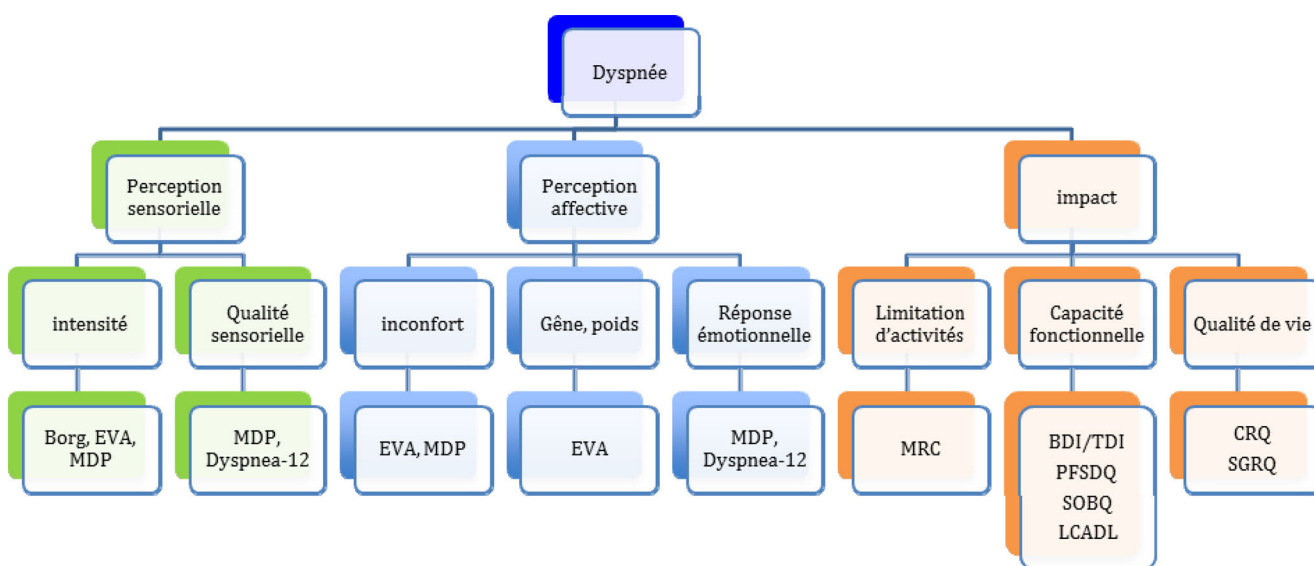 Dyspnée
Perception
sensorielle
Perception
affective
impact
intensité
Qualité
sensorielle
inconfort
Gêne, poids
Réponse
émotionnelle
Limitation
d'activités
Capacité
fonctionnelle
Qualité de vie
Borg, EVA,
MDP
MDP,
Dyspnea-12
EVA, MDP
EVA
MDP,
Dyspnea-12
MRC
BDI/TDI
PFSDQ
SOBQ
LCADL
CRQ
SGRQ